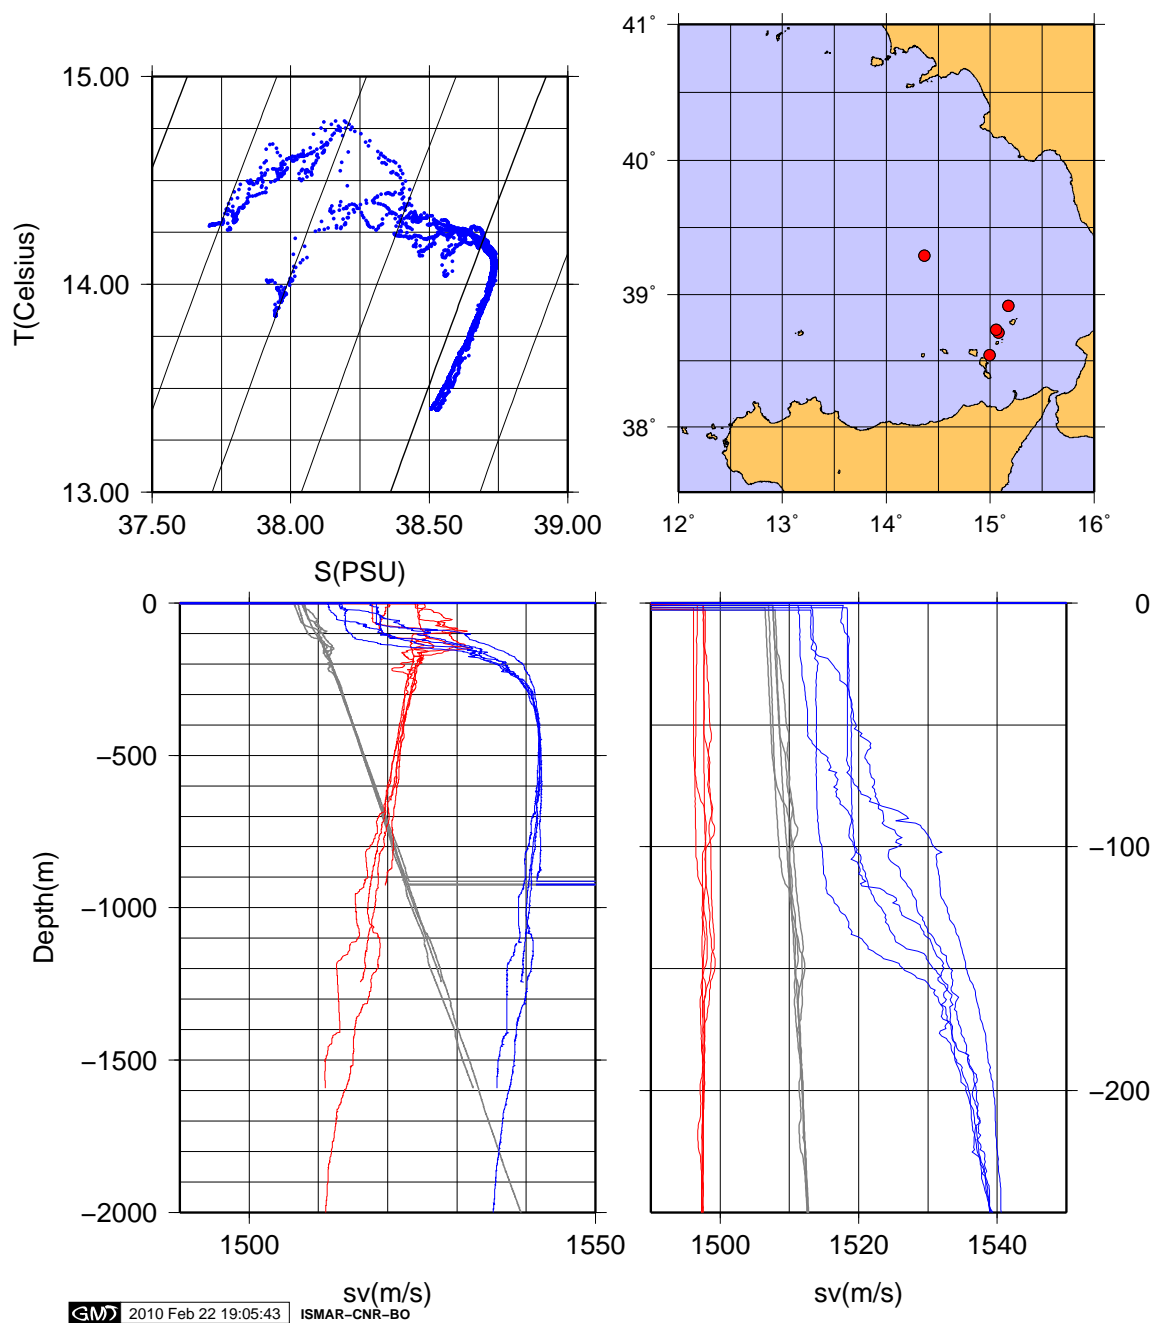 15.00
14.00
13.00
T(Celsius)
37.50 38.00 38.50 39.00
S(PSU)
41°
40°
39°
38°
12° 13° 14° 15° 16°
0
−500
−1000
−1500
−2000
Depth(m)
1500 1550
sv(m/s)
0
−100
−200
1500 1520 1540
sv(m/s)
GMT 2010 Feb 22 19:05:43 ISMAR−CNR−BO